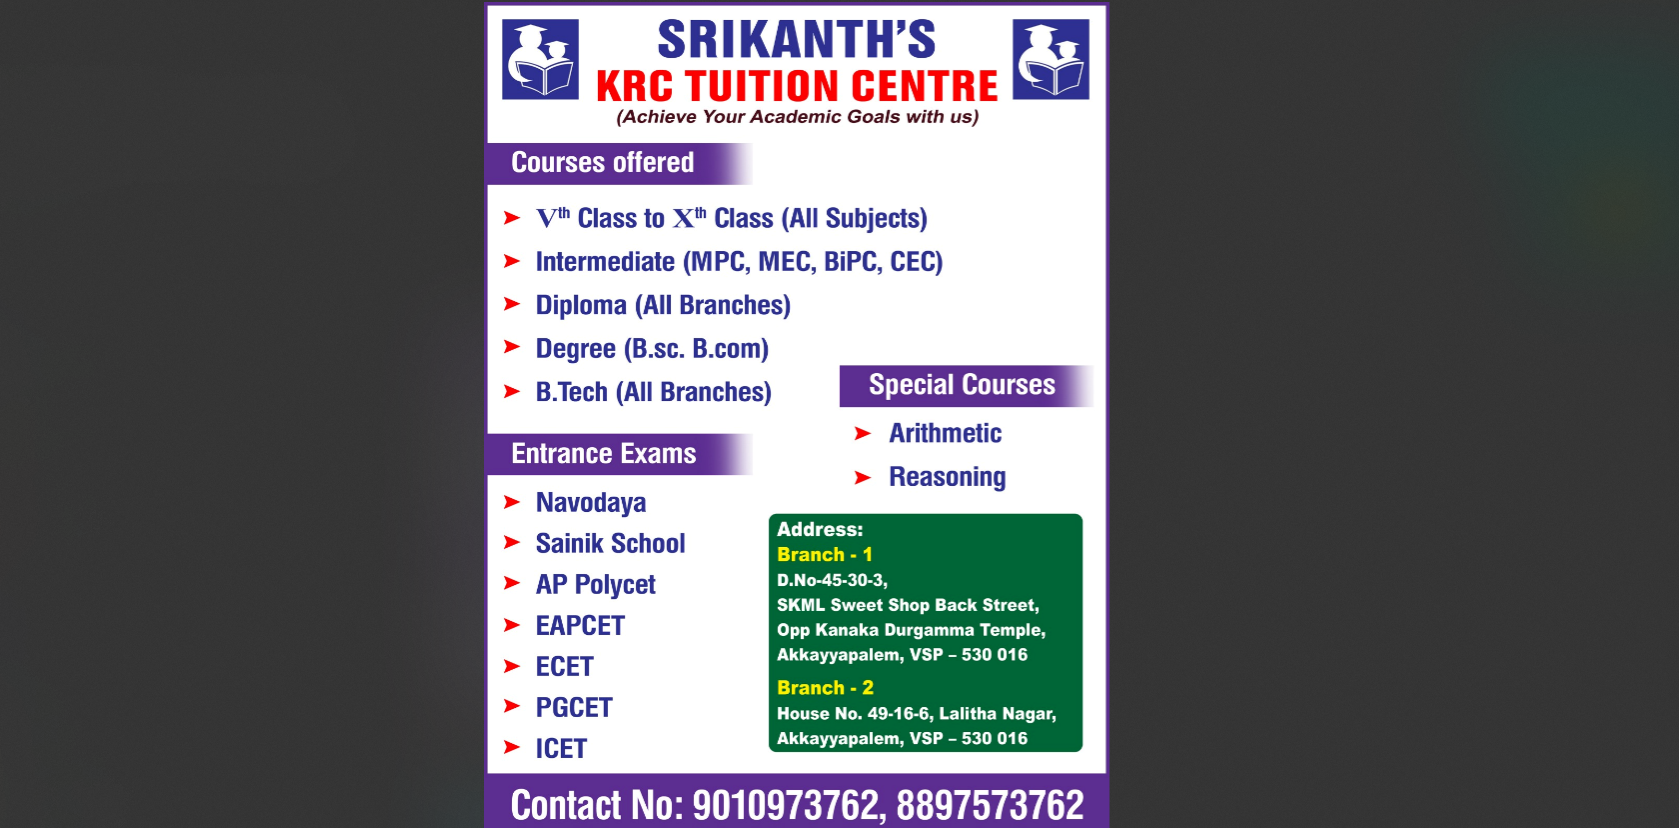 SRIKANTH'S
KRC TUITION CENTRE
(Achieve Your Academic Goals with us)
Courses offered
Vth Class to Xth Class (All Subjects)
Intermediate (MPC, MEC, BiPC, CEC)
Diploma (All Branches)
Degree (B.sc. B.com)
B.Tech (All Branches)
Special Courses
Arithmetic
Reasoning
Entrance Exams
Navodaya
Sainik School
AP Polycet
EAPCET
ECET
PGCET
ICET
Address:
Branch - 1
D.No-45-30-3,
SKML Sweet Shop Back Street,
Opp Kanaka Durgamma Temple,
Akkayyapalem, VSP – 530 016
Branch - 2
House No. 49-16-6, Lalitha Nagar,
Akkayyapalem, VSP – 530 016
Contact No: 9010973762, 8897573762